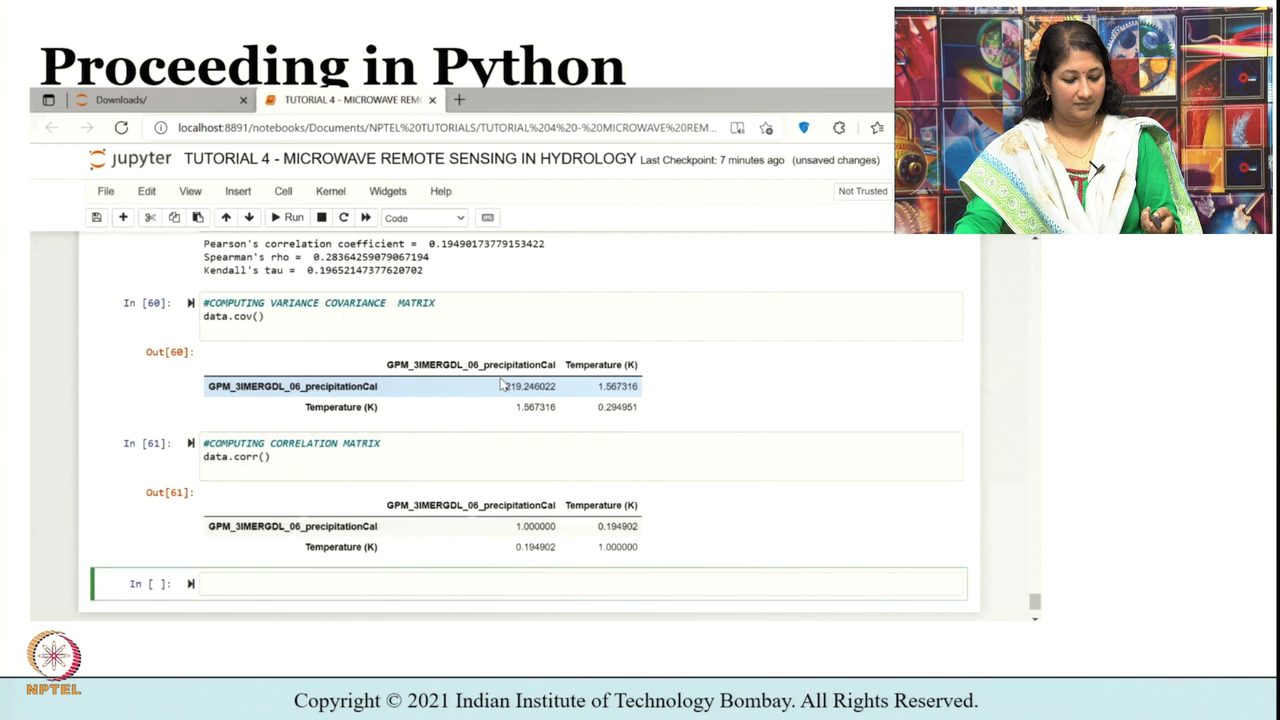 Proceeding in Python
Downloads/
TUTORIAL 4 - MICROWAVE REMI
localhost:8891/notebooks/Documents/NPTEL%20TUTORIALS/TUTORIAL%204%20-%20MICROWAVE%20REM...
jupyter TUTORIAL 4 - MICROWAVE REMOTE SENSING IN HYDROLOGY Last Checkpoint: 7 minutes ago (unsaved changes)
File Edit View Insert Cell Kernel Widgets Help Not Trusted
Run Code
Pearson's correlation coefficient = 0.19490173779153422
Spearman's rho = 0.28364259079067194
Kendall's tau = 0.19652147377620702
In [60]: #COMPUTING VARIANCE COVARIANCE MATRIX
data.cov()
Out[60]:
GPM_3IMERGDL_06_precipitationCal Temperature (K)
GPM_3IMERGDL_06_precipitationCal 219.246022 1.567316
Temperature (K) 1.567316 0.294951
In [61]: #COMPUTING CORRELATION MATRIX
data.corr()
Out[61]:
GPM_3IMERGDL_06_precipitationCal Temperature (K)
GPM_3IMERGDL_06_precipitationCal 1.000000 0.194902
Temperature (K) 0.194902 1.000000
In [ ]:
NPTEL
Copyright © 2021 Indian Institute of Technology Bombay. All Rights Reserved.